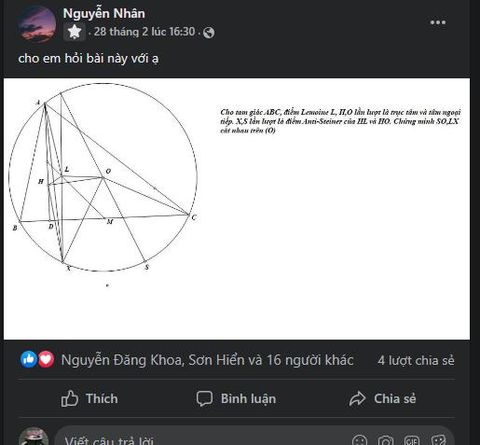 Nguyễn Nhân
· 28 tháng 2 lúc 16:30 ·
cho em hỏi bài này với ạ
Cho tam giác ABC, điểm Lemoine L, H,O lần lượt là trực tâm và tâm ngoại
tiếp. X,S lần lượt là điểm Anti-Steiner của HL và HO. Chứng minh SO,LX
cắt nhau trên (O)
A
L
O
H
B
D
M
C
X
S
Nguyễn Đăng Khoa, Sơn Hiển và 16 người khác
4 lượt chia sẻ
Thích
Bình luận
Chia sẻ
Viết câu trả lời
GIF